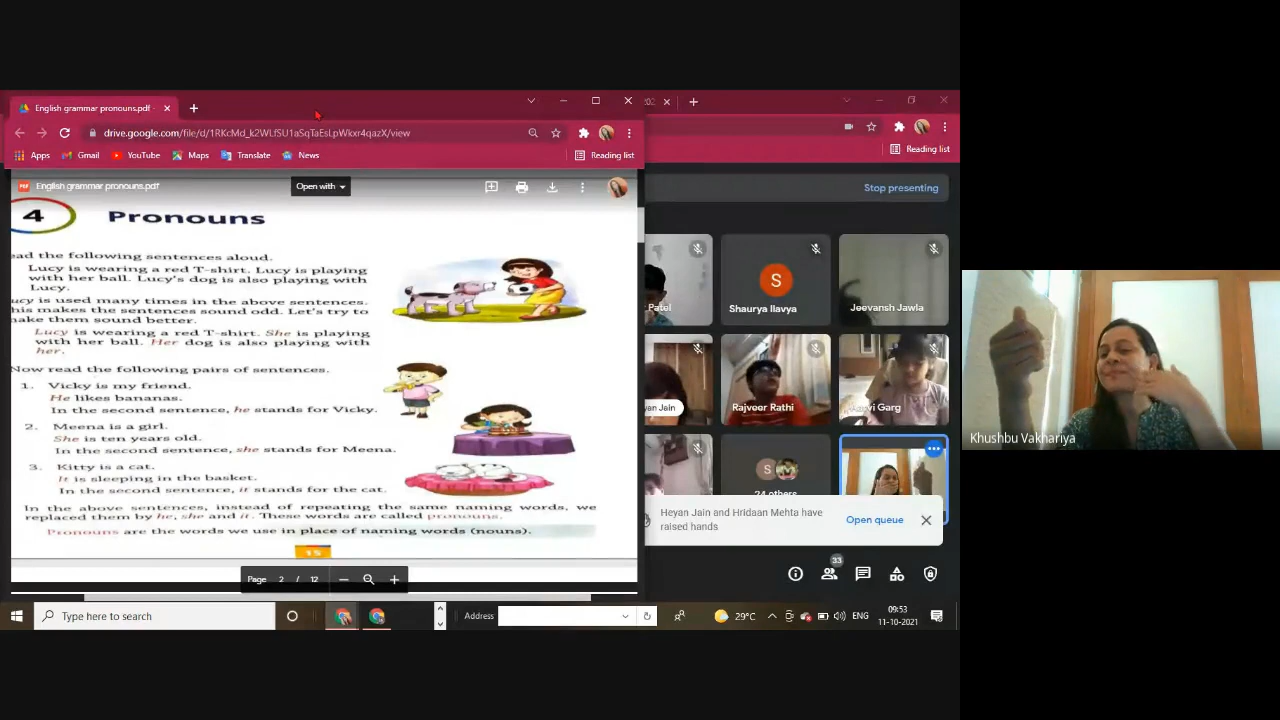 English grammar pronouns.pdf
drive.google.com/file/d/1RKcMd_k2WLfSU1aSqTaEsLpWkxr4qazX/view
Apps Gmail YouTube Maps Translate News Reading list
Reading list
English grammar pronouns.pdf Open with
Stop presenting
4 Pronouns
ead the following sentences aloud.
Lucy is wearing a red T-shirt. Lucy is playing
with her ball. Lucy's dog is also playing with
Lucy.
ucy is used many times in the above sentences.
his makes the sentences sound odd. Let's try to
ake them sound better.
Lucy is wearing a red T-shirt. She is playing
with her ball. Her dog is also playing with
her.
Now read the following pairs of sentences.
1. Vicky is my friend.
He likes bananas.
In the second sentence, he stands for Vicky.
2. Meena is a girl.
She is ten years old.
In the second sentence, she stands for Meena.
3. Kitty is a cat.
It is sleeping in the basket.
In the second sentence, it stands for the cat.
In the above sentences, instead of repeating the same naming words, we
replaced them by he, she and it. These words are called pronouns.
Pronouns are the words we use in place of naming words (nouns).
15
Page 2 / 12
Patel
S
Shaurya Ilavya
Jeevansh Jawla
yan Jain
Rajveer Rathi
Garg
S
24 others
Heyan Jain and Hridaan Mehta have
raised hands
Open queue
33
Khushbu Vakhariya
Type here to search
Address
29°C
ENG
09:53
11-10-2021